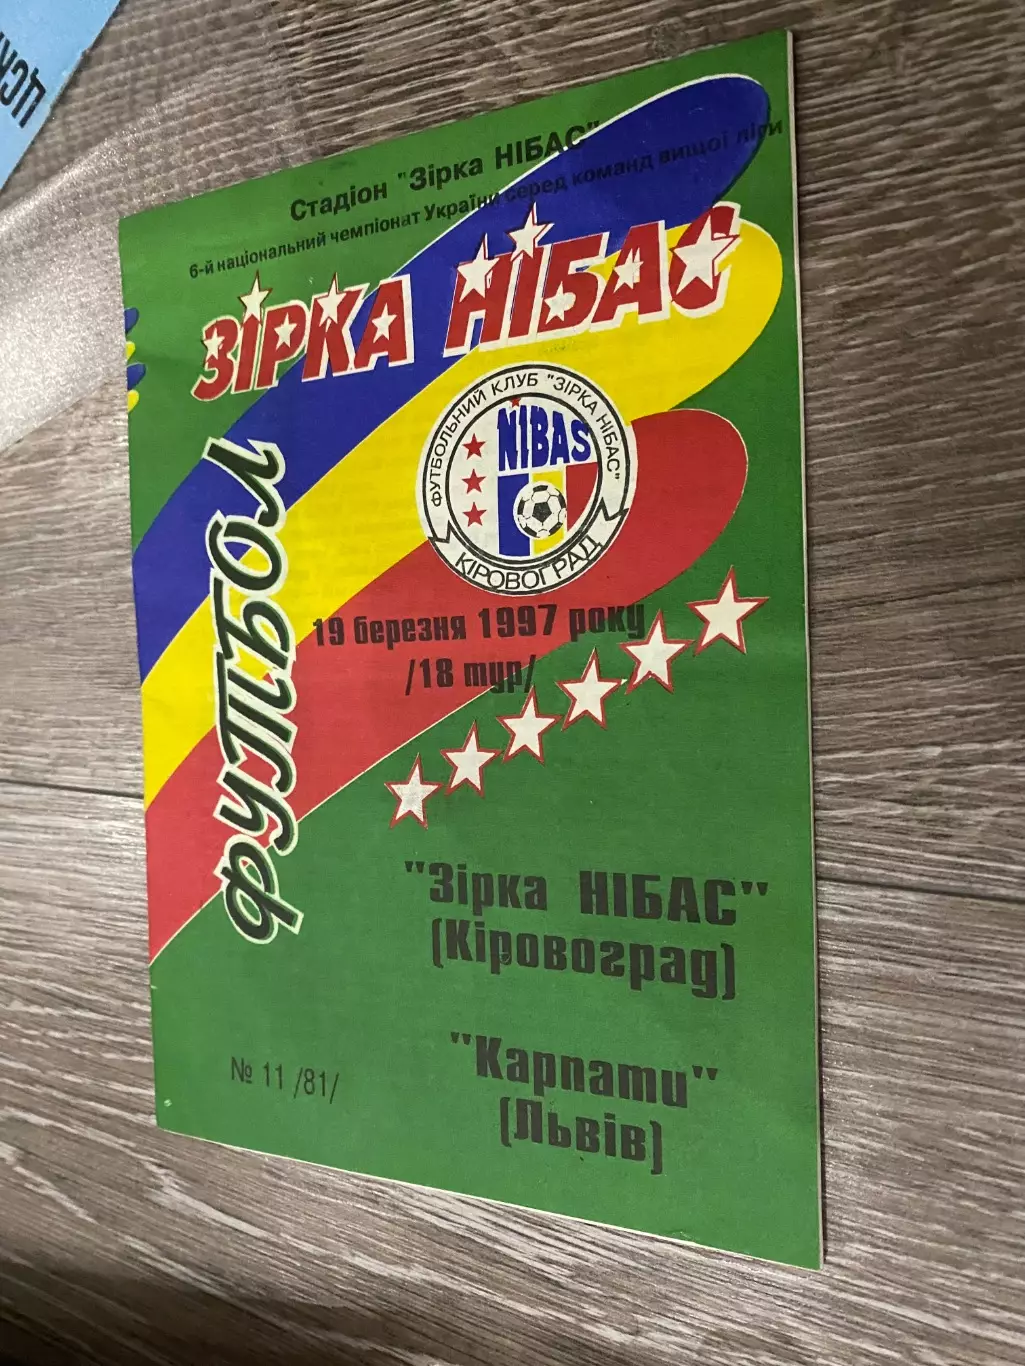 ЦСК
Стадіон "Зірка НІБАС"
6-й національний чемпіонат України серед команд вищої ліги
ЗІРКА НІБАС
ФУТБОЛЬНИЙ КЛУБ "ЗІРКА НІБАС"
NIBAS
КІРОВОГРАД
ФУТБОЛ
19 березня 1997 року
/18 тур/
"Зірка НІБАС"
(Кіровоград)
"Карпати"
(Львів)
№ 11 /81/